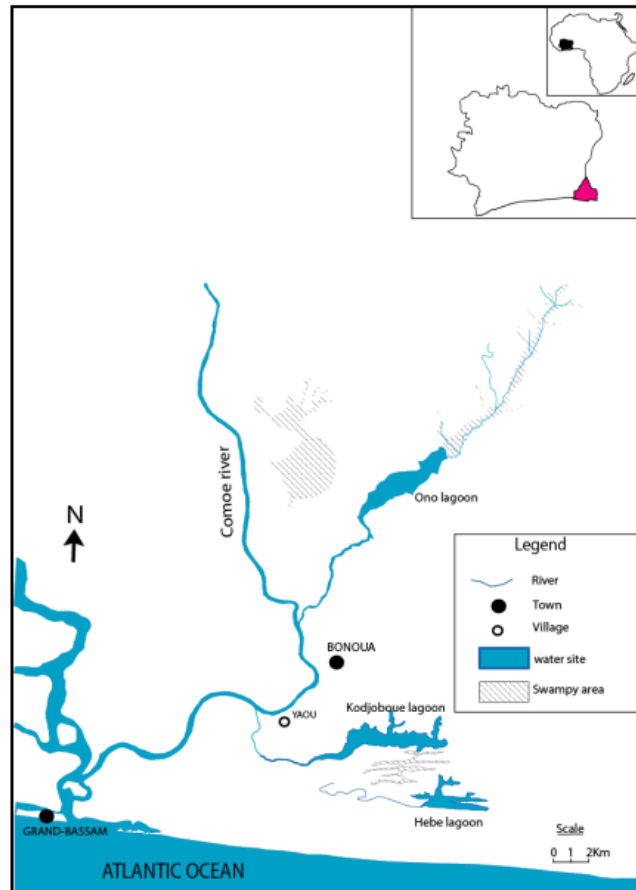 Comoe river
Ono lagoon
N
Legend
River
Town
Village
water site
Swampy area
BONOUA
YAOU
Kodjoboue lagoon
Hebe lagoon
GRAND-BASSAM
Scale
0 1 2Km
ATLANTIC OCEAN